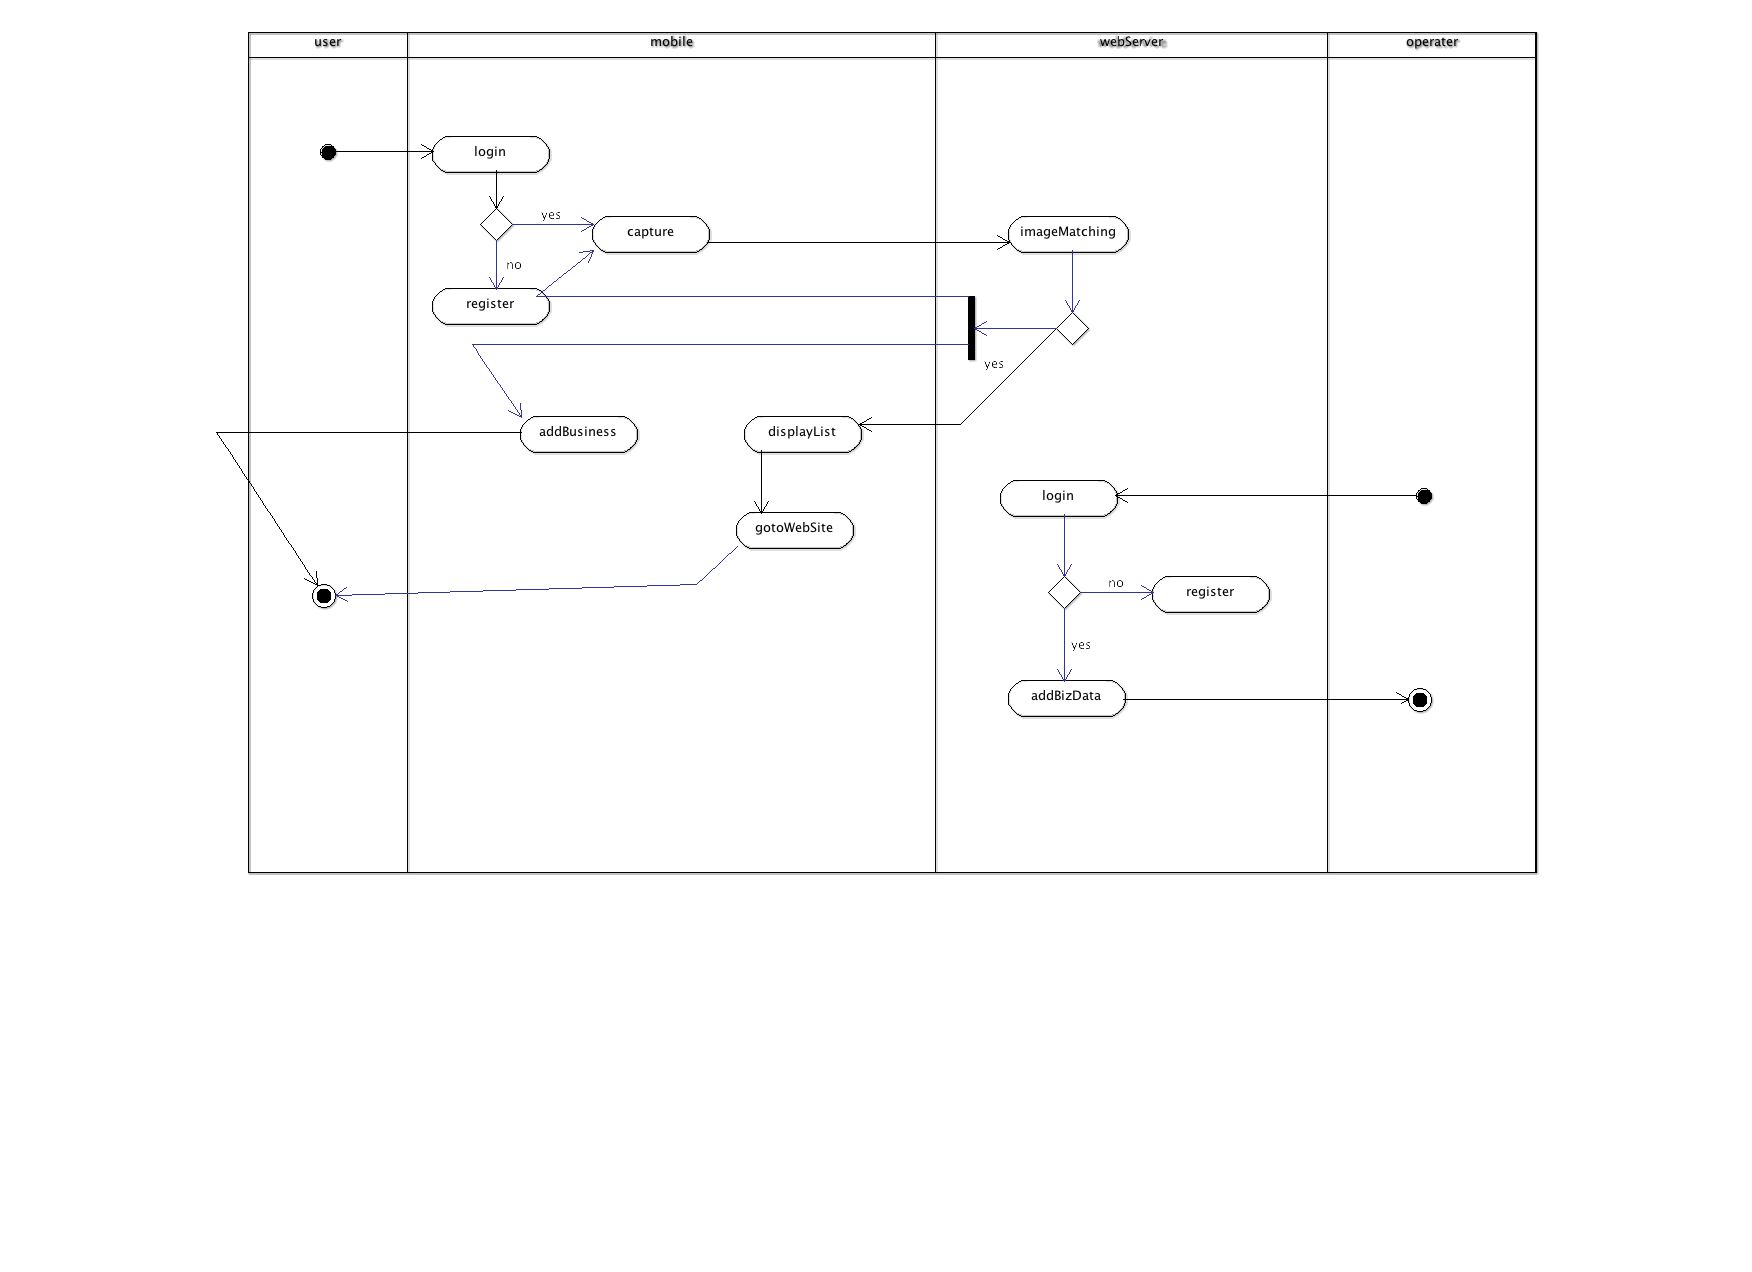 user
mobile
webServer
operater
login
yes
capture
imageMatching
no
register
yes
addBusiness
displayList
login
gotoWebSite
no
register
yes
addBizData